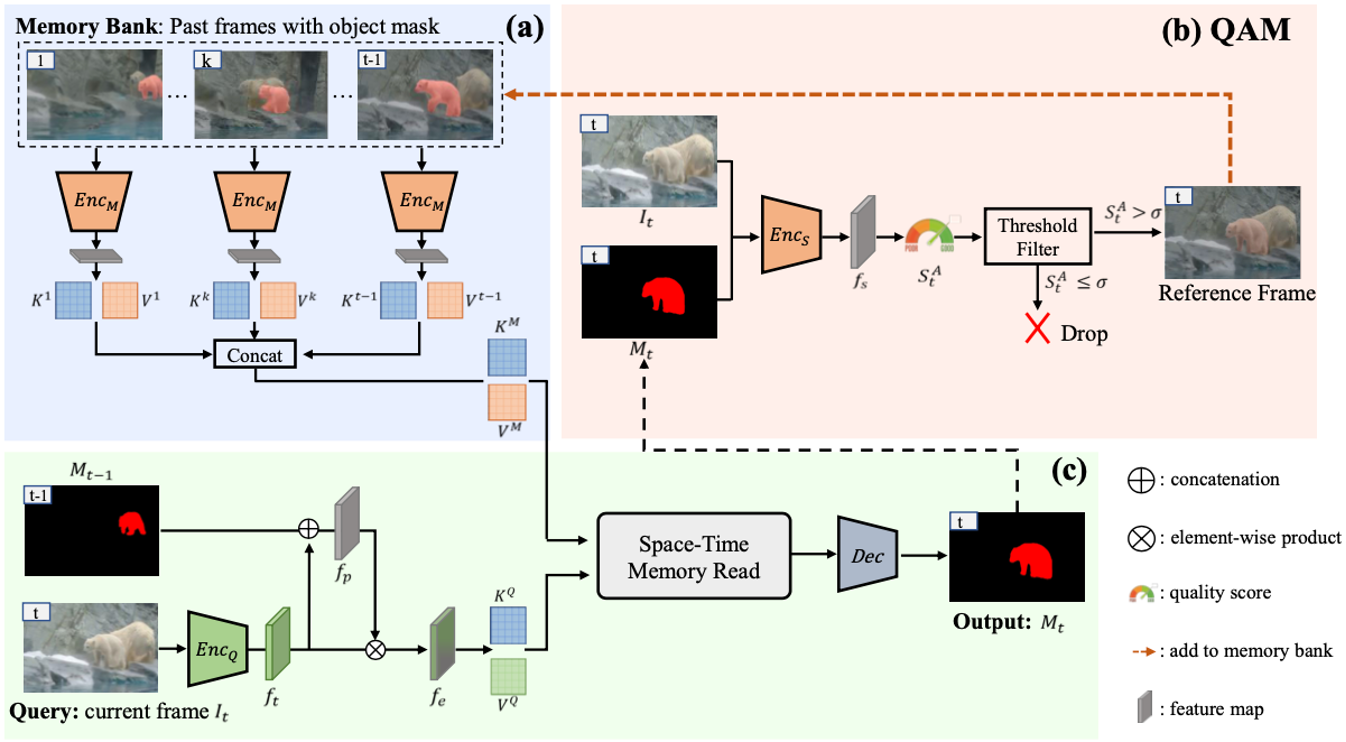 Memory Bank: Past frames with object mask
(a)
1
k
t-1
...
...
Enc_M
Enc_M
Enc_M
K^1
V^1
K^k
V^k
K^{t-1}
V^{t-1}
Concat
K^M
V^M
(b) QAM
t
I_t
t
M_t
Enc_S
f_s
POOR
GOOD
S_t^A
Threshold
Filter
S_t^A > σ
S_t^A ≤ σ
Drop
t
Reference Frame
(c)
M_{t-1}
t-1
f_p
t
Enc_Q
f_t
f_e
K^Q
V^Q
Query: current frame I_t
Space-Time
Memory Read
Dec
t
Output: M_t
: concatenation
: element-wise product
: quality score
: add to memory bank
: feature map